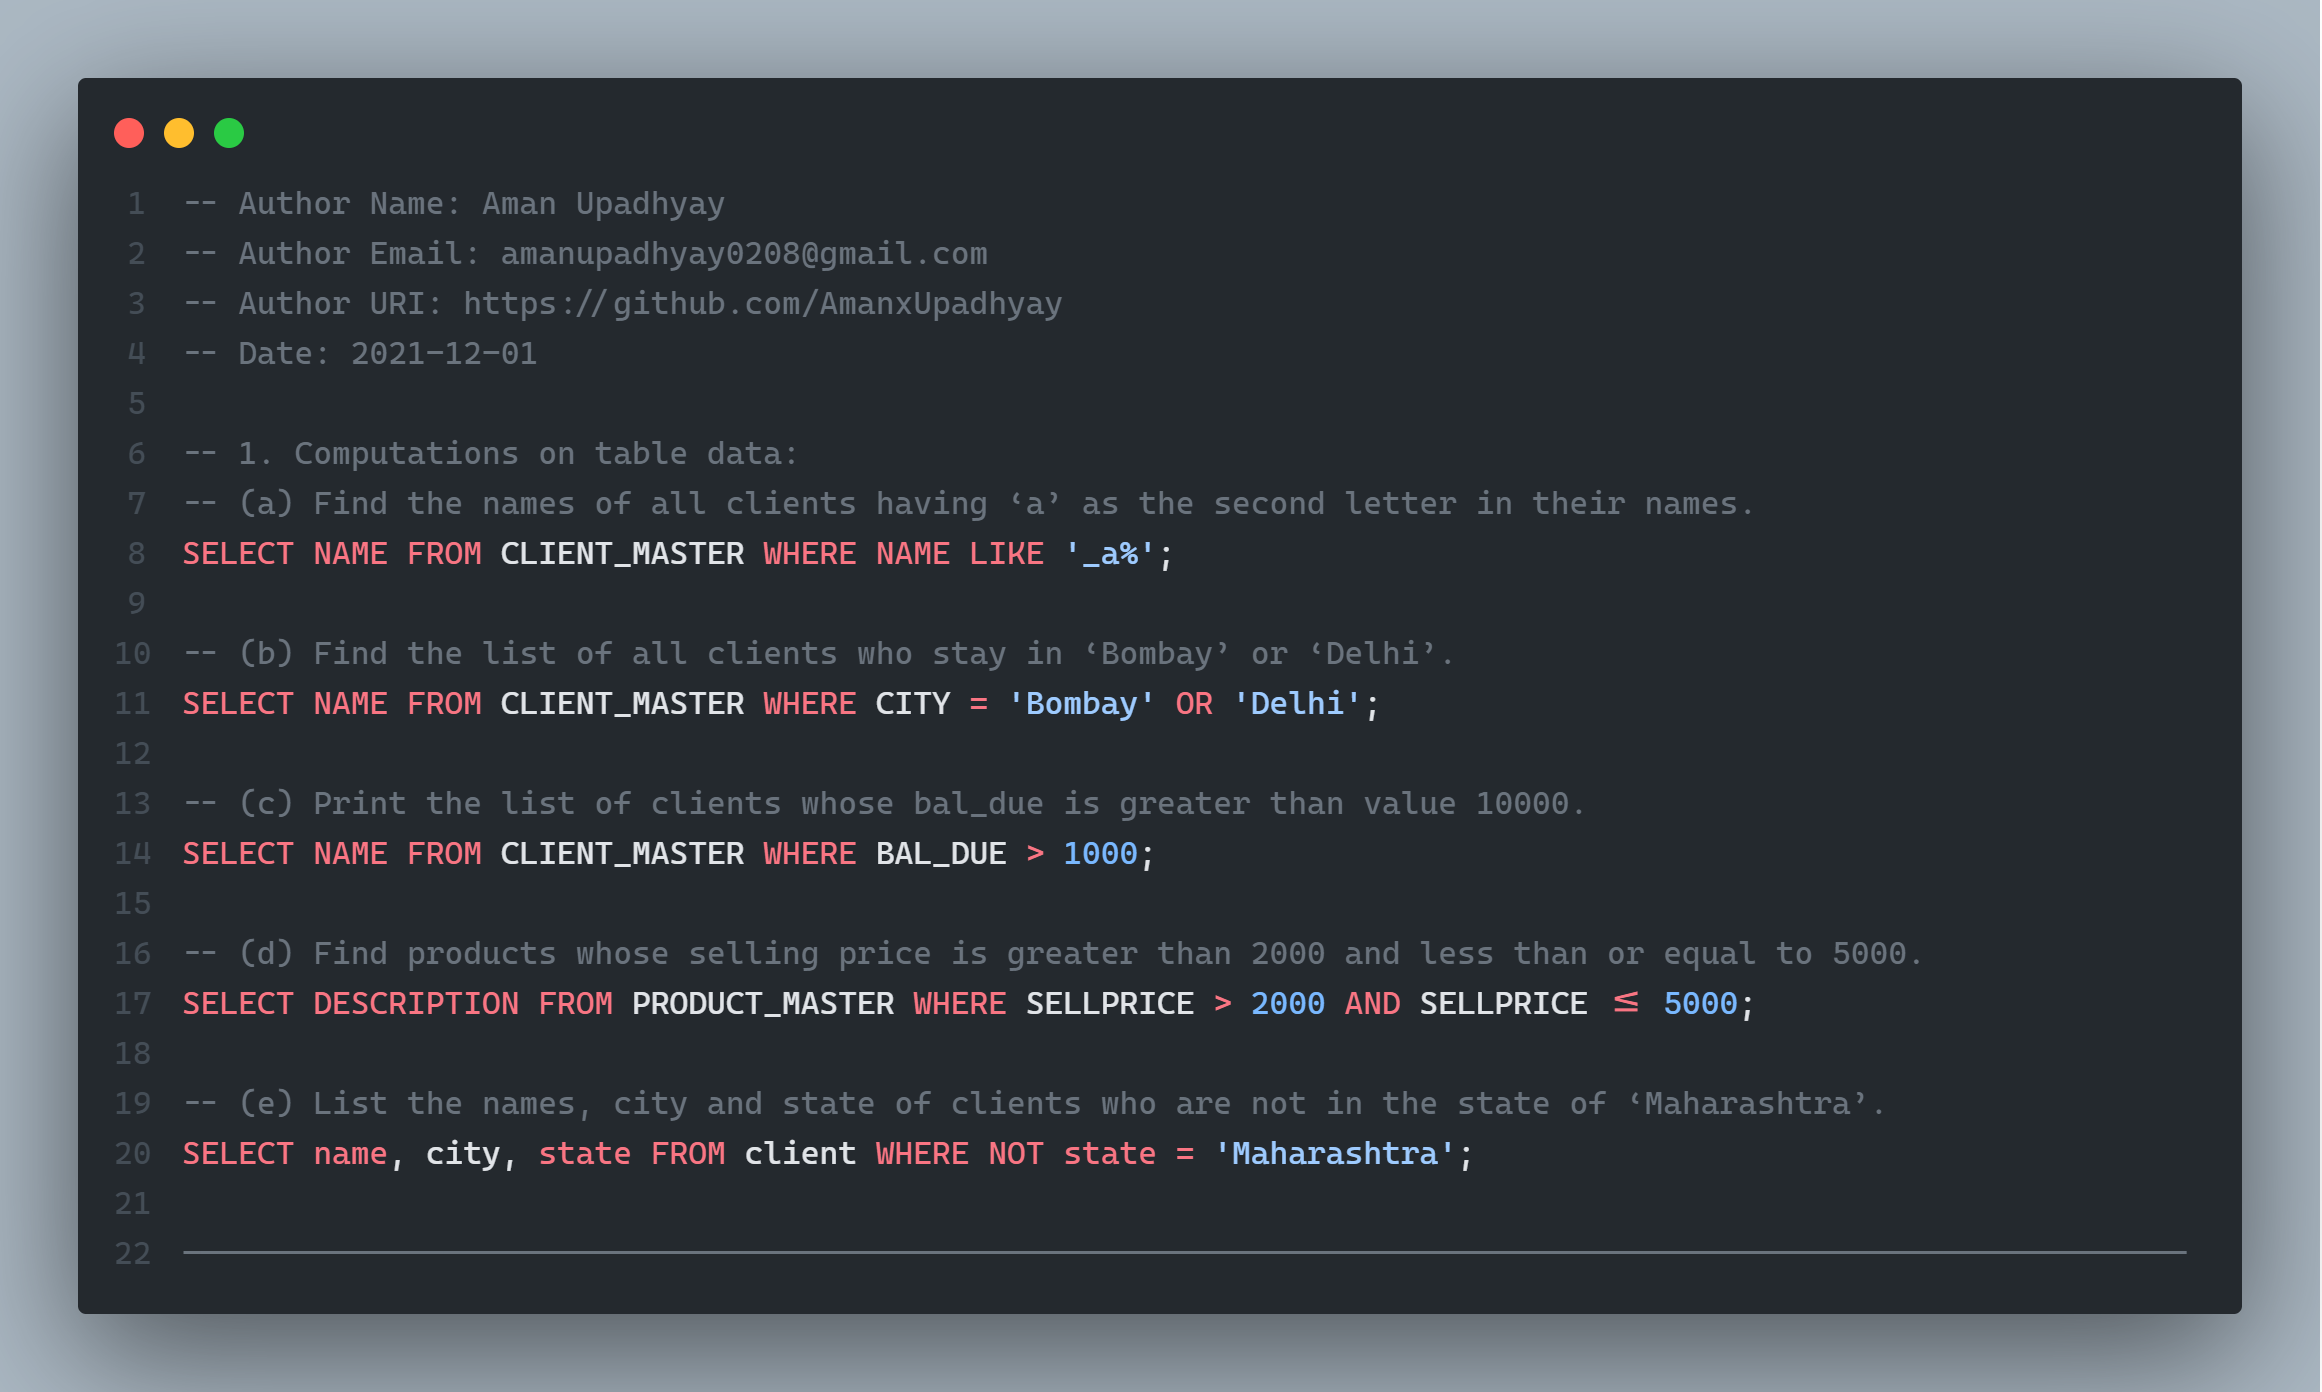 1 -- Author Name: Aman Upadhyay
2 -- Author Email: amanupadhyay0208@gmail.com
3 -- Author URI: https://github.com/AmanxUpadhyay
4 -- Date: 2021-12-01
5
6 -- 1. Computations on table data:
7 -- (a) Find the names of all clients having ‘a’ as the second letter in their names.
8 SELECT NAME FROM CLIENT_MASTER WHERE NAME LIKE '_a%';
9
10 -- (b) Find the list of all clients who stay in ‘Bombay’ or ‘Delhi’.
11 SELECT NAME FROM CLIENT_MASTER WHERE CITY = 'Bombay' OR 'Delhi';
12
13 -- (c) Print the list of clients whose bal_due is greater than value 10000.
14 SELECT NAME FROM CLIENT_MASTER WHERE BAL_DUE > 1000;
15
16 -- (d) Find products whose selling price is greater than 2000 and less than or equal to 5000.
17 SELECT DESCRIPTION FROM PRODUCT_MASTER WHERE SELLPRICE > 2000 AND SELLPRICE ≤ 5000;
18
19 -- (e) List the names, city and state of clients who are not in the state of ‘Maharashtra’.
20 SELECT name, city, state FROM client WHERE NOT state = 'Maharashtra';
21
22